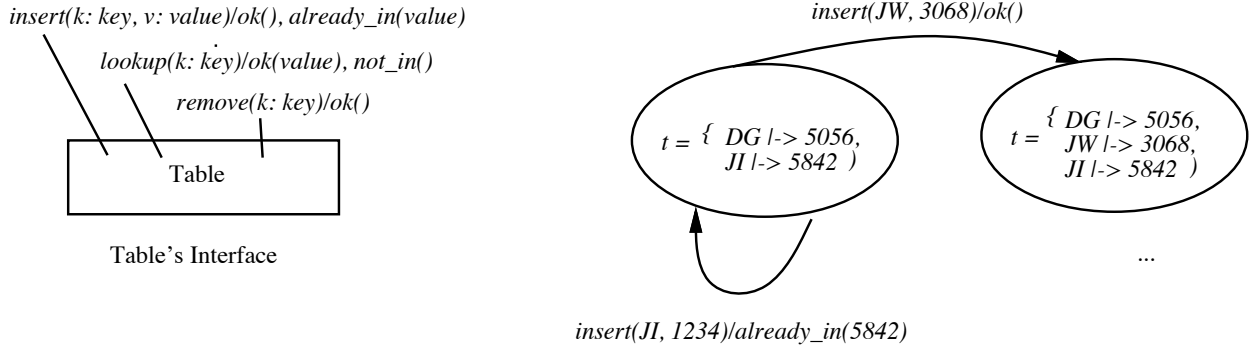 insert(k: key, v: value)/ok(), already_in(value)
lookup(k: key)/ok(value), not_in()
remove(k: key)/ok()
Table
Table's Interface
insert(JW, 3068)/ok()
t = { DG |-> 5056,
JI |-> 5842 )
t = { DG |-> 5056,
JW |-> 3068,
JI |-> 5842 )
...
insert(JI, 1234)/already_in(5842)